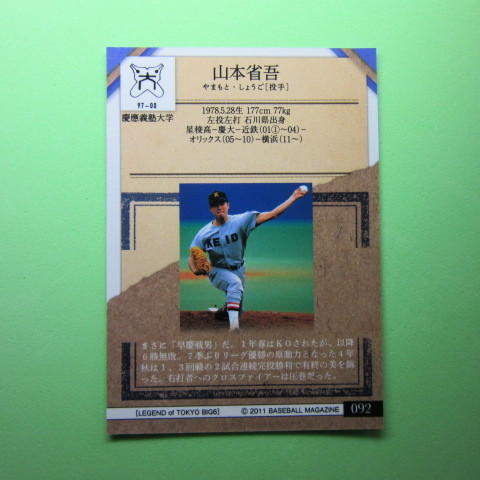 大
97-00
慶應義塾大学
山本省吾
やまもと・しょうご[投手]
1978.5.28生 177cm 77kg
左投左打 石川県出身
星稜高－慶大－近鉄(01①～04)－
オリックス(05～10)－横浜(11～)
KEIO
まさに「早慶戦男」だ。1年春はKOされたが、以降
6勝無敗。7季ぶりリーグ優勝の原動力となった4年
秋は1、3回戦の2試合連続完投勝利で有終の美を飾
った。右打者へのクロスファイアーは圧巻だった。
[LEGEND of TOKYO BIG6]
© 2011 BASEBALL MAGAZINE
092